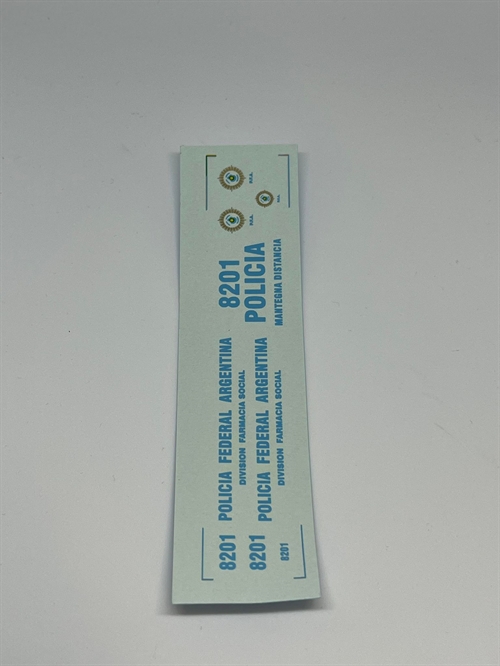 P.F.A.
P.F.A.
8201
POLICIA
MANTEGNA DISTANCIA
8201 POLICIA FEDERAL ARGENTINA
DIVISION FARMACIA SOCIAL
8201 POLICIA FEDERAL ARGENTINA
DIVISION FARMACIA SOCIAL
8201